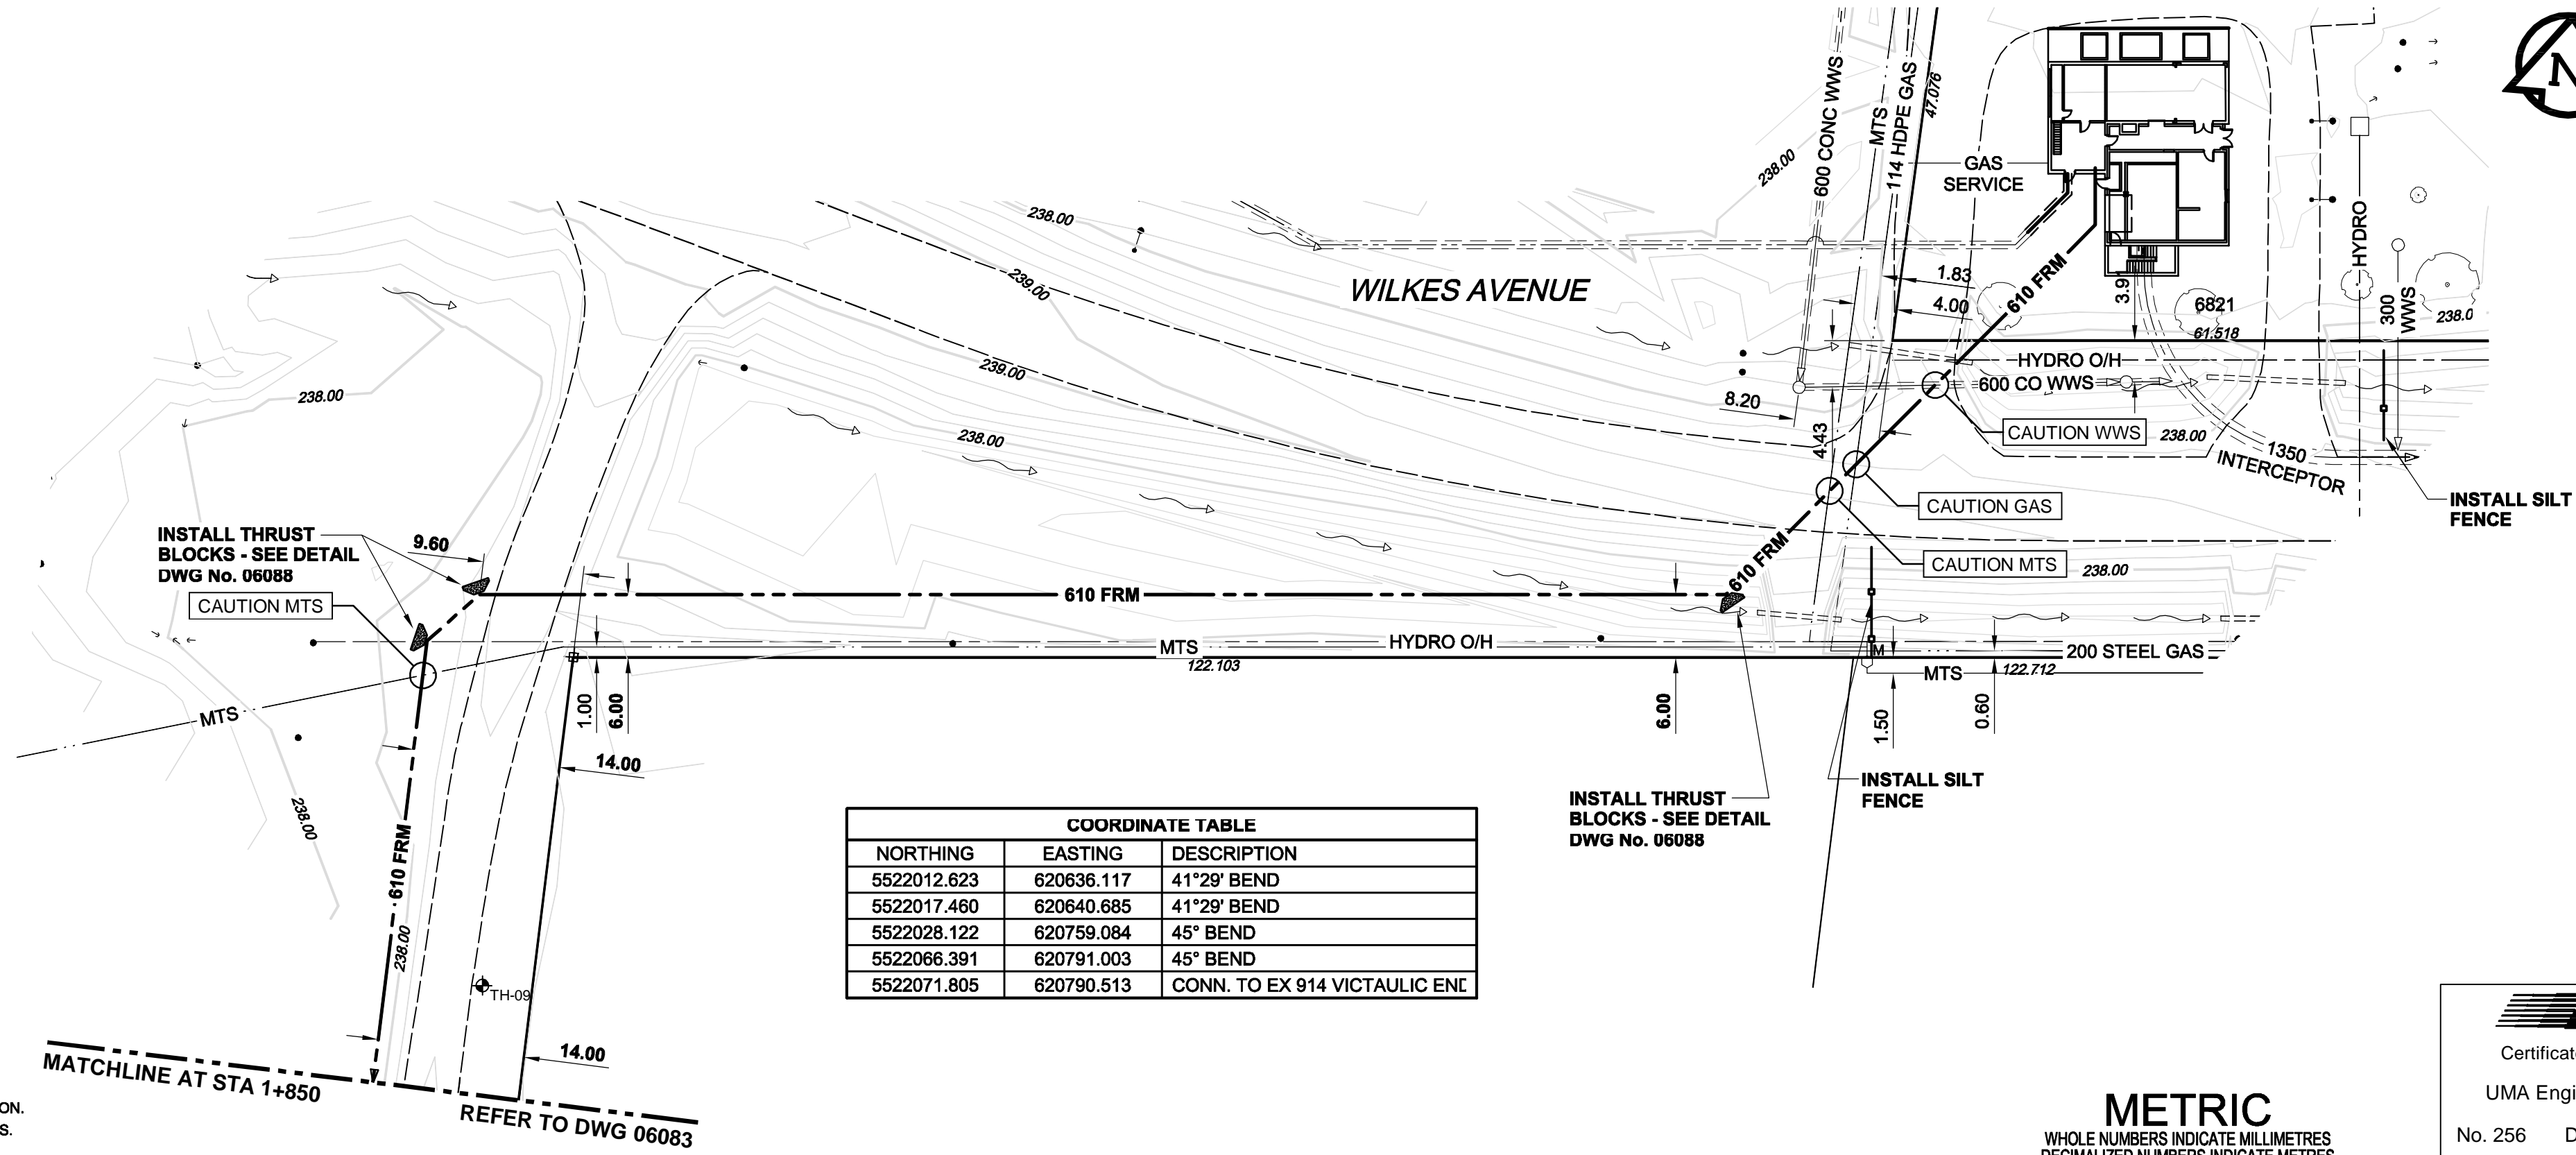 600 CONC WWS
MTS
114 HDPE GAS
47.076
238.00
GAS
SERVICE
N
HYDRO
300
WWS
238.0
238.00
239.00
WILKES AVENUE
1.83
4.00
610 FRM
3.9
6821
61.518
HYDRO O/H
600 CO WWS
8.20
4.43
CAUTION WWS
238.00
1350
INTERCEPTOR
239.00
238.00
238.00
CAUTION GAS
INSTALL SILT
FENCE
INSTALL THRUST
BLOCKS - SEE DETAIL
DWG No. 06088
9.60
CAUTION MTS
610 FRM
610 FRM
CAUTION MTS
238.00
MTS
HYDRO O/H
122.103
M
200 STEEL GAS
MTS
122.712
MTS
1.00
6.00
6.00
1.50
0.60
14.00
238.00
610 FRM
238.00
INSTALL THRUST
BLOCKS - SEE DETAIL
DWG No. 06088
INSTALL SILT
FENCE
COORDINATE TABLE
NORTHING EASTING DESCRIPTION
5522012.623 620636.117 41°29' BEND
5522017.460 620640.685 41°29' BEND
5522028.122 620759.084 45° BEND
5522066.391 620791.003 45° BEND
5522071.805 620790.513 CONN. TO EX 914 VICTAULIC END
TH-09
14.00
MATCHLINE AT STA 1+850
REFER TO DWG 06083
ON.
S.
METRIC
WHOLE NUMBERS INDICATE MILLIMETRES
DECIMALIZED NUMBERS INDICATE METRES
Certificat
UMA Engi
No. 256 D